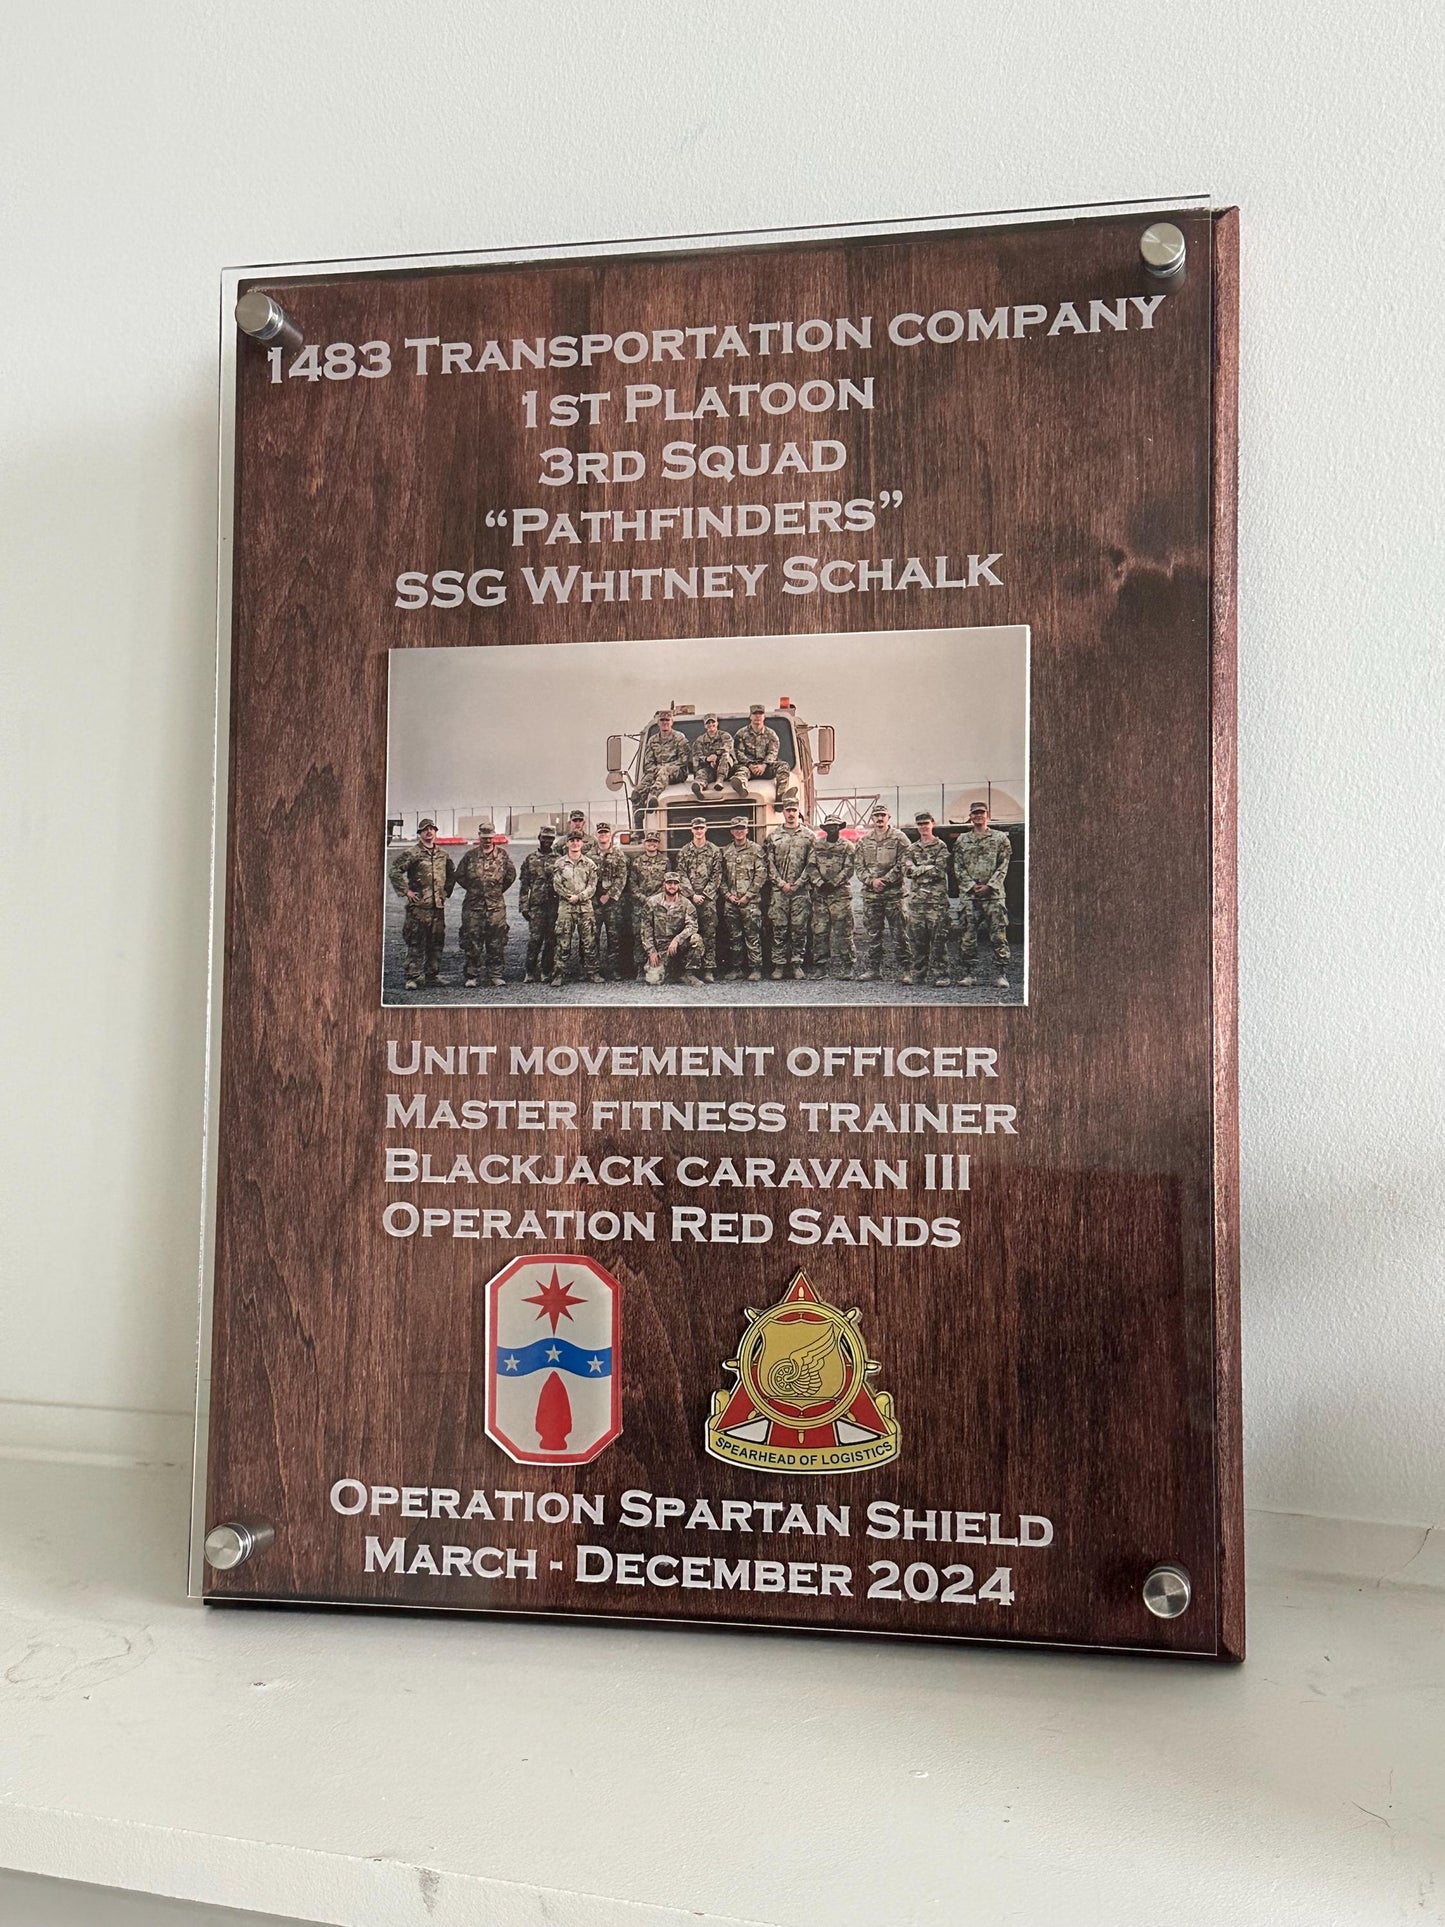 1483 Transportation company
1st Platoon
3rd Squad
“Pathfinders”
SSG Whitney Schalk
Unit movement officer
Master fitness trainer
Blackjack caravan III
Operation Red Sands
SPEARHEAD OF LOGISTICS
Operation Spartan Shield
March - December 2024